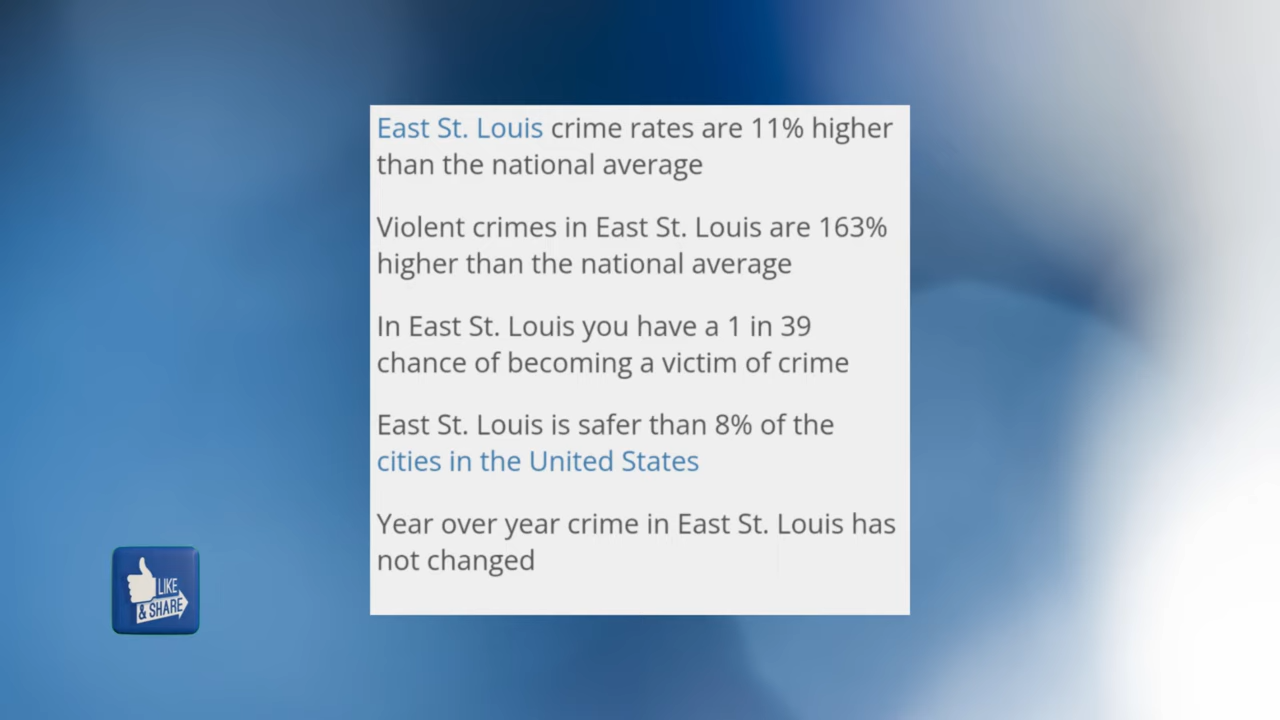 East St. Louis crime rates are 11% higher
than the national average
Violent crimes in East St. Louis are 163%
higher than the national average
In East St. Louis you have a 1 in 39
chance of becoming a victim of crime
East St. Louis is safer than 8% of the
cities in the United States
Year over year crime in East St. Louis has
not changed
LIKE
& SHARE